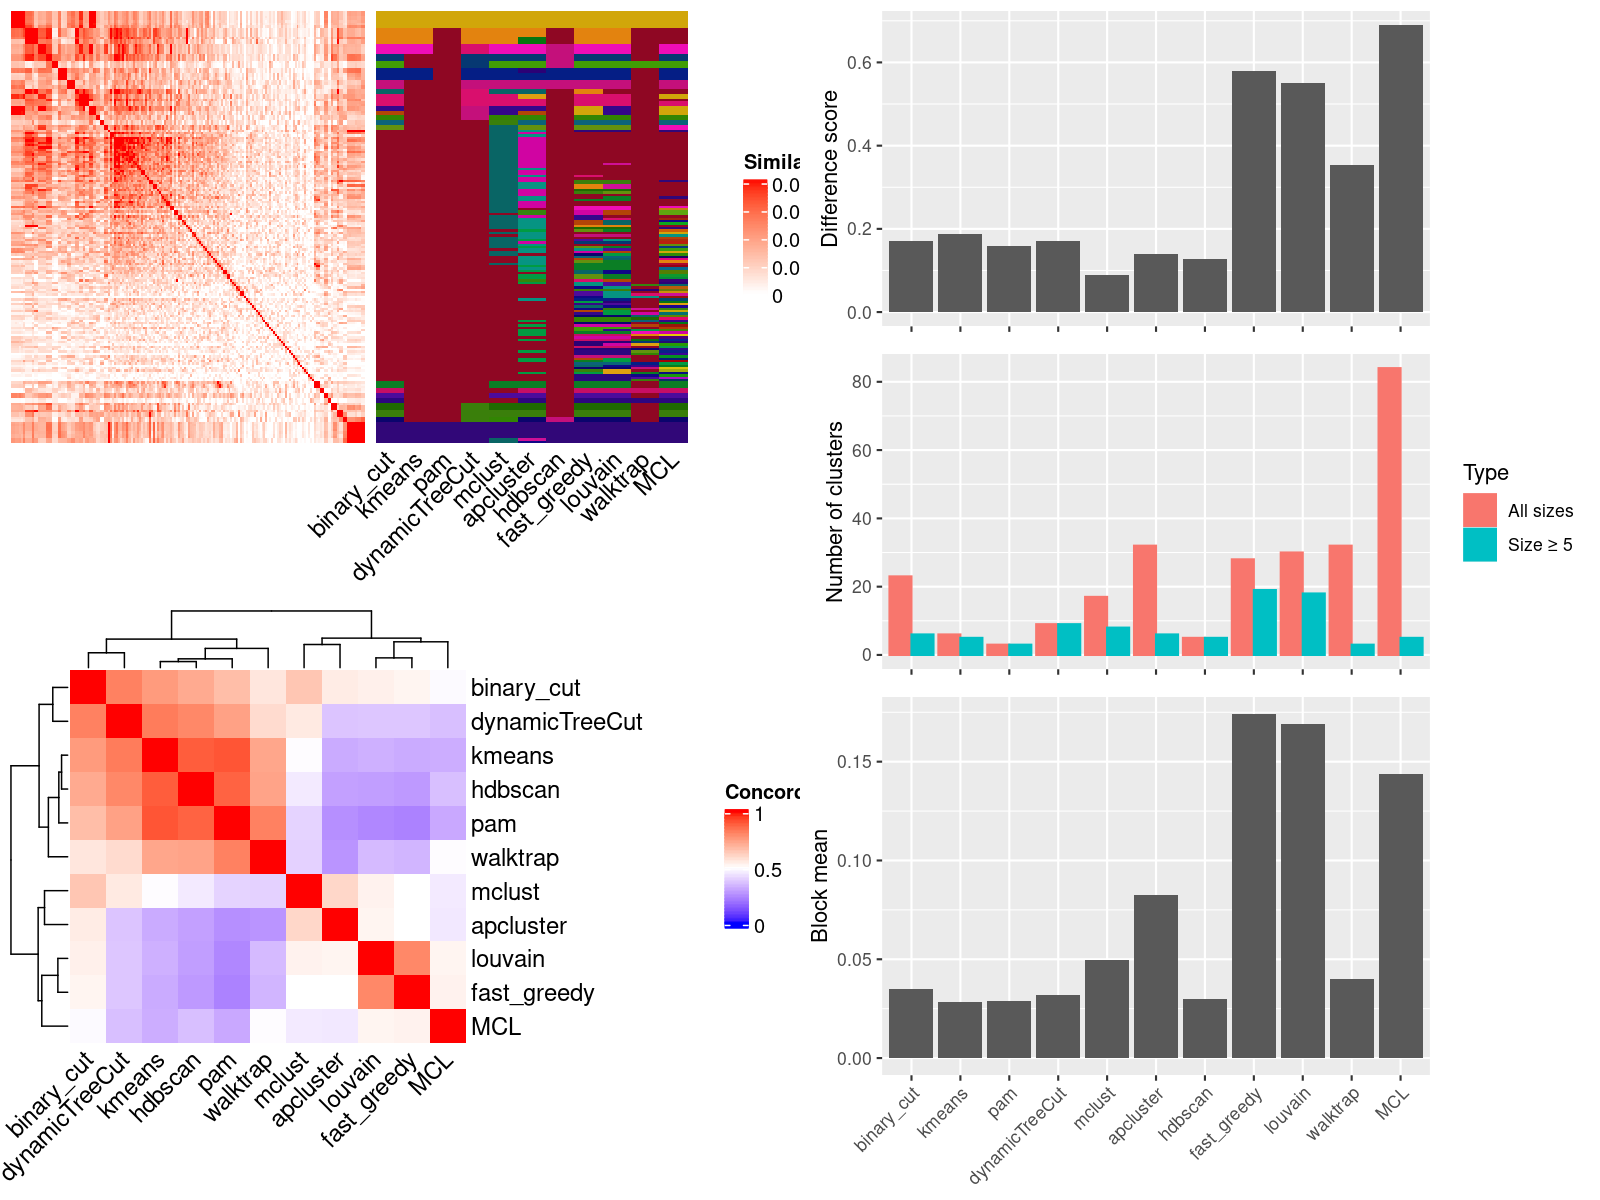 Simila
0.0
0.0
0.0
0.0
0
binary_cut
kmeans
pam
dynamicTreeCut
mclust
apcluster
hdbscan
fast_greedy
louvain
walktrap
MCL
binary_cut
dynamicTreeCut
kmeans
hdbscan
pam
walktrap
mclust
apcluster
louvain
fast_greedy
MCL
binary_cut
dynamicTreeCut
kmeans
hdbscan
pam
walktrap
mclust
apcluster
louvain
fast_greedy
MCL
Concord
1
0.5
0
Difference score
0.6
0.4
0.2
0.0
Number of clusters
80
60
40
20
0
Type
All sizes
Size ≥ 5
Block mean
0.15
0.10
0.05
0.00
binary_cut
kmeans
pam
dynamicTreeCut
mclust
apcluster
hdbscan
fast_greedy
louvain
walktrap
MCL